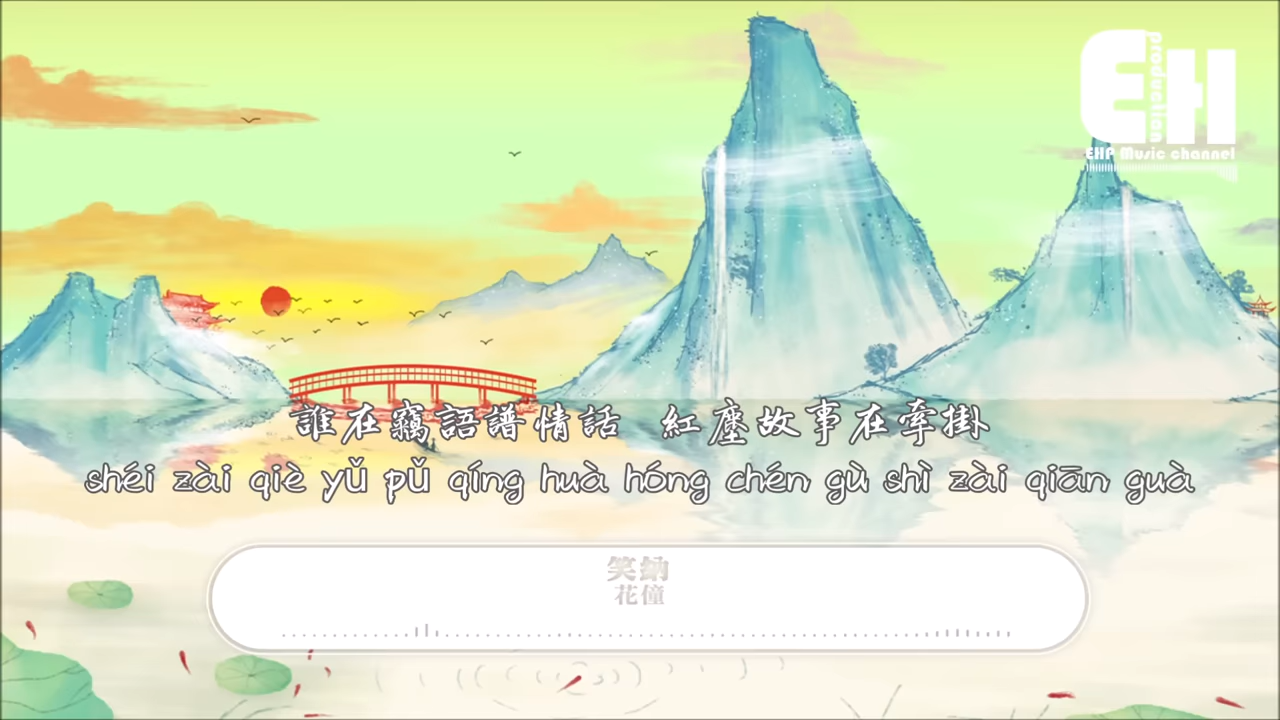 EH
production
EHP Music channel
誰在竊語譜情話 紅塵故事在牽掛
shéi zài qiè yǔ pǔ qíng huà hóng chén gù shì zài qiān guà
笑納
花僮